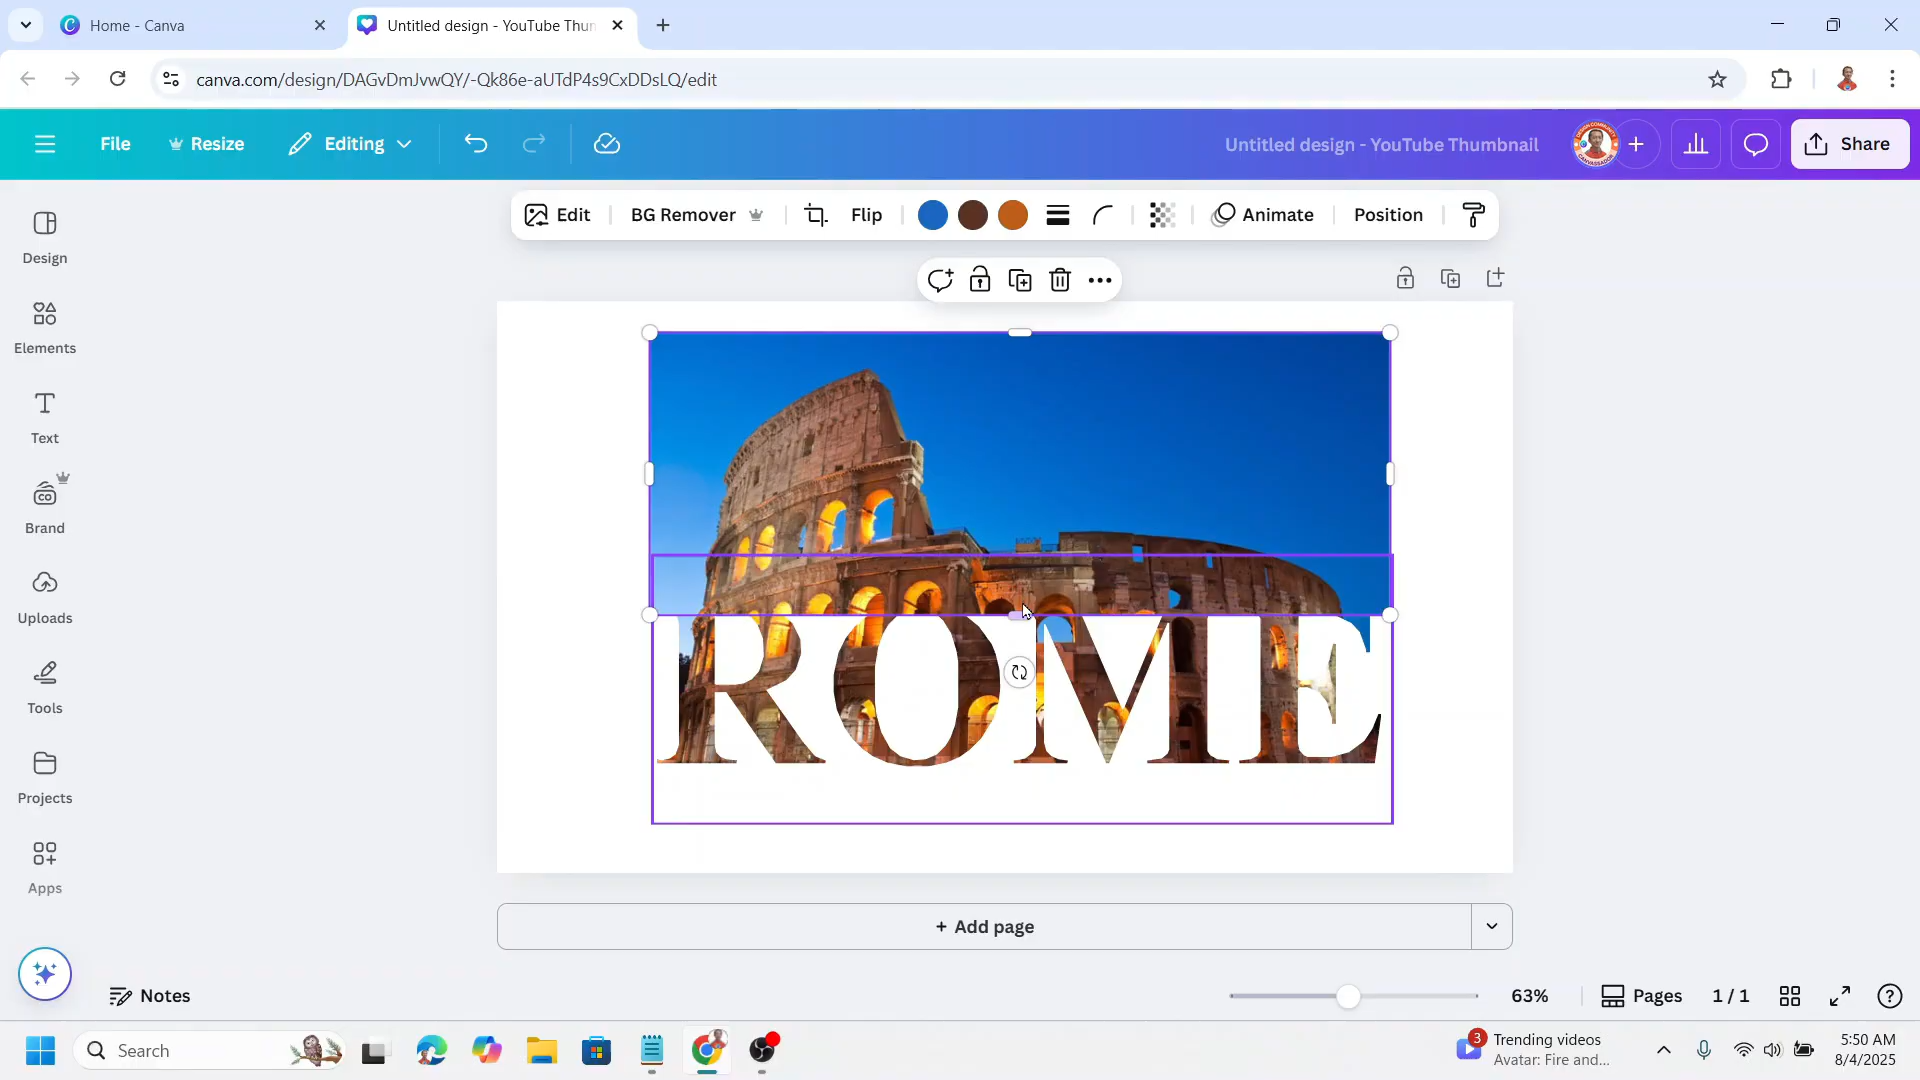 Home - Canva
Untitled design - YouTube Thun
canva.com/design/DAGvDmJvwQY/-Qk86e-aUTdP4s9CxDDsLQ/edit
File
Resize
Editing
Untitled design - YouTube Thumbnail
Share
Edit
BG Remover
Flip
Animate
Position
Design
Elements
Text
Brand
Uploads
Tools
Projects
Apps
ROME
+ Add page
Notes
63%
Pages
1 / 1
Search
3
Trending videos
Avatar: Fire and...
5:50 AM
8/4/2025